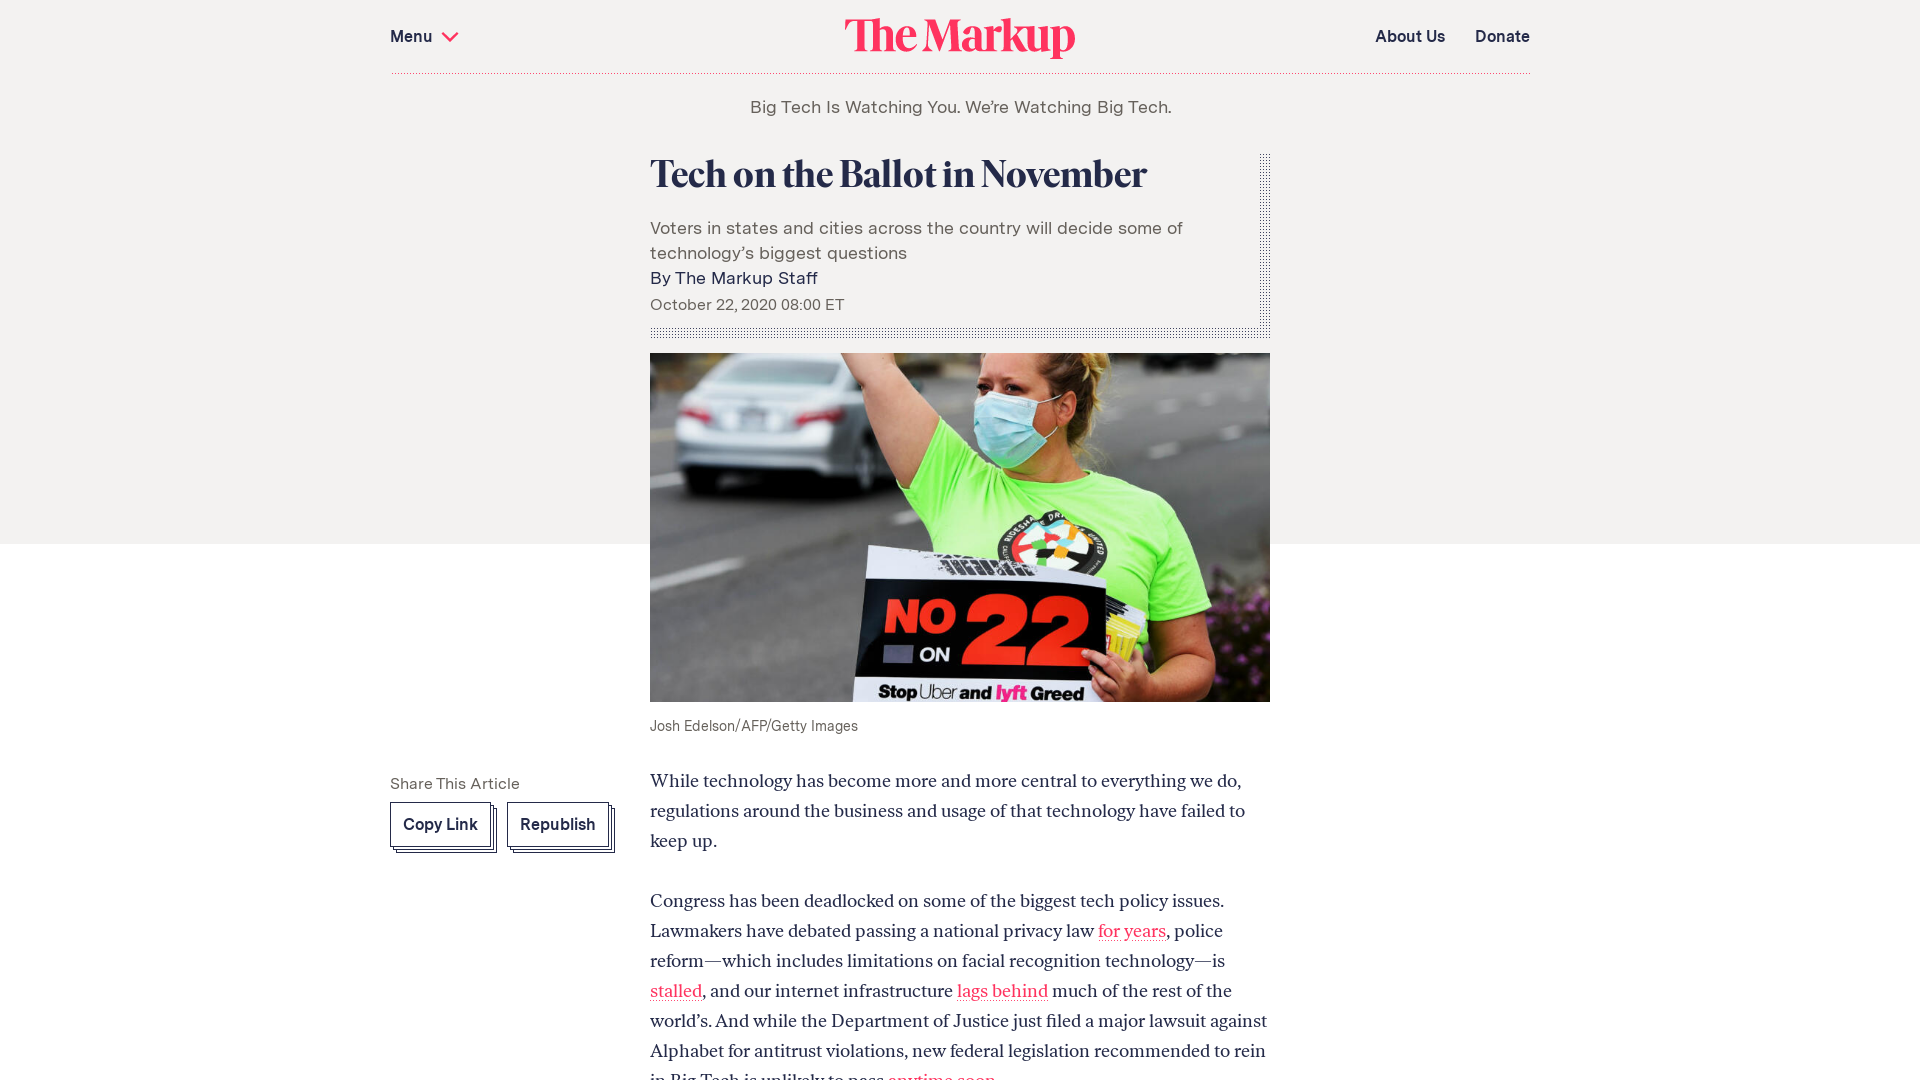 Menu
The Markup
About Us
Donate
Big Tech Is Watching You. We’re Watching Big Tech.
Tech on the Ballot in November
Voters in states and cities across the country will decide some of
technology’s biggest questions
By The Markup Staff
October 22, 2020 08:00 ET
NO
ON
22
Stop Uber and lyft Greed
Josh Edelson/AFP/Getty Images
Share This Article
Copy Link
Republish
While technology has become more and more central to everything we do,
regulations around the business and usage of that technology have failed to
keep up.
Congress has been deadlocked on some of the biggest tech policy issues.
Lawmakers have debated passing a national privacy law for years, police
reform—which includes limitations on facial recognition technology—is
stalled, and our internet infrastructure lags behind much of the rest of the
world’s. And while the Department of Justice just filed a major lawsuit against
Alphabet for antitrust violations, new federal legislation recommended to rein
in Big Tech is unlikely to pass anytime soon.